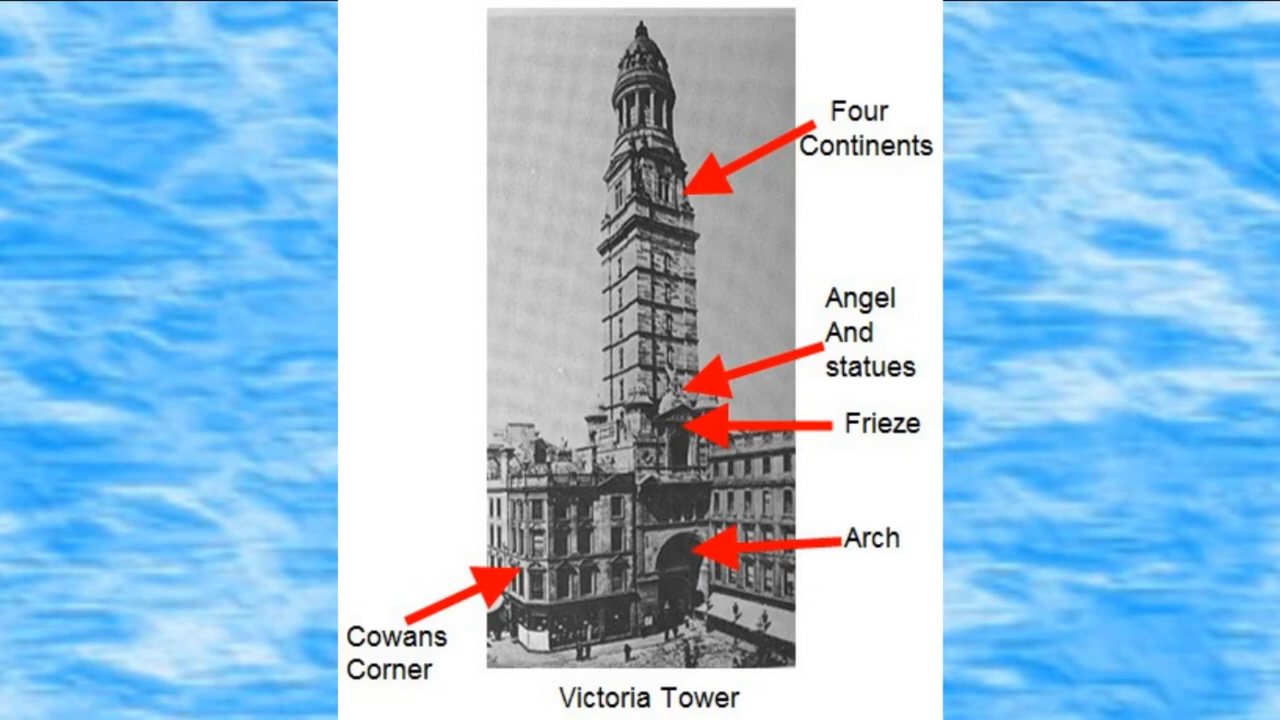 Four
Continents
Angel
And
statues
Frieze
Arch
Cowans
Corner
Victoria Tower